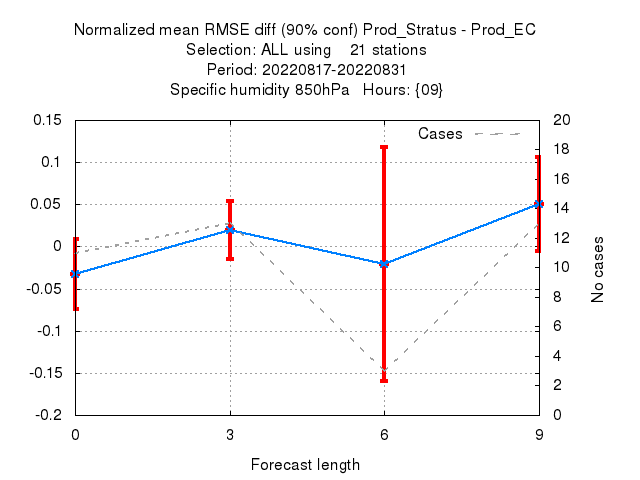 Normalized mean RMSE diff (90% conf) Prod_Stratus - Prod_EC
Selection: ALL using    21 stations
Period: 20220817-20220831
Specific humidity 850hPa   Hours: {09}
Cases
0.15
0.1
0.05
0
-0.05
-0.1
-0.15
-0.2
20
18
16
14
12
10
8
6
4
2
0
No cases
0 3 6 9
Forecast length